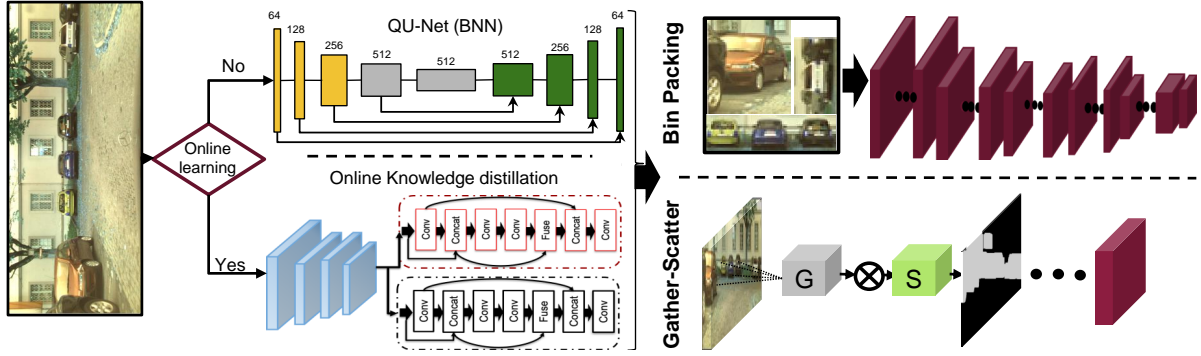 QU-Net (BNN)
64
128
256
512
512
512
256
128
64
No
Online
learning
Yes
Online Knowledge distillation
Conv
Concat
Conv
Conv
Fuse
Concat
Conv
Conv
Concat
Conv
Conv
Fuse
Concat
Conv
Bin Packing
Gather-Scatter
G
S